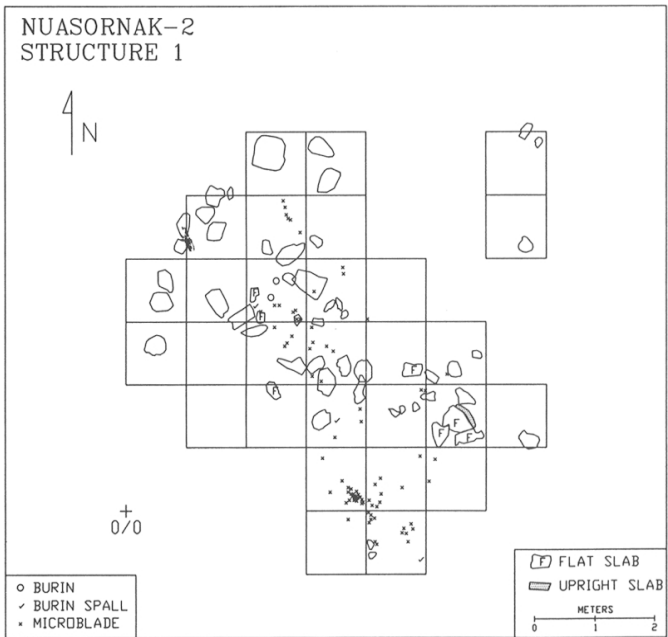 NUASORNAK-2
STRUCTURE 1
N
F
F
F
F
F
F
F
+
0/0
BURIN
BURIN SPALL
MICROBLADE
F FLAT SLAB
UPRIGHT SLAB
METERS
0 1 2